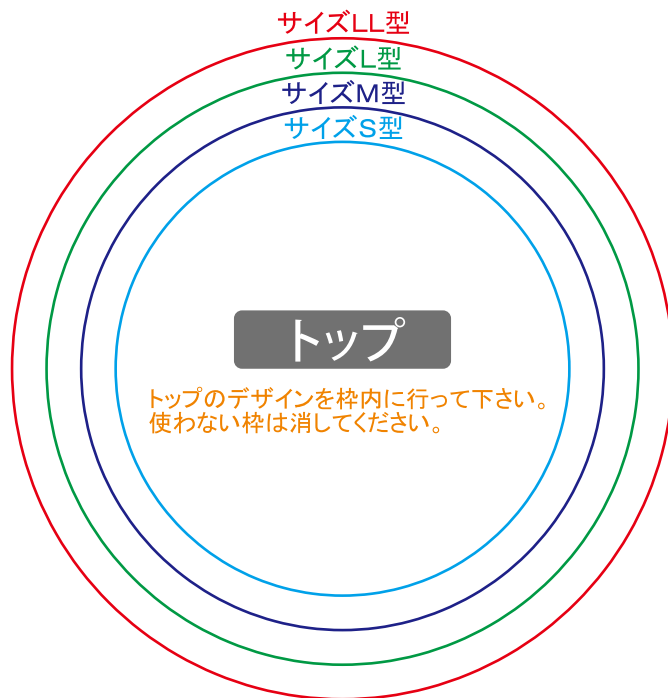 サイズLL型
サイズL型
サイズM型
サイズS型
トップ
トップのデザインを枠内に行って下さい。
使わない枠は消してください。